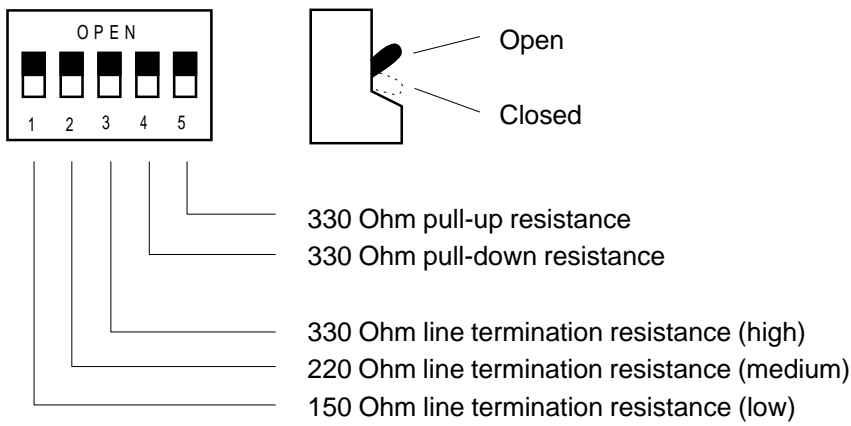 OPEN
1 2 3 4 5
Open
Closed
330 Ohm pull-up resistance
330 Ohm pull-down resistance
330 Ohm line termination resistance (high)
220 Ohm line termination resistance (medium)
150 Ohm line termination resistance (low)